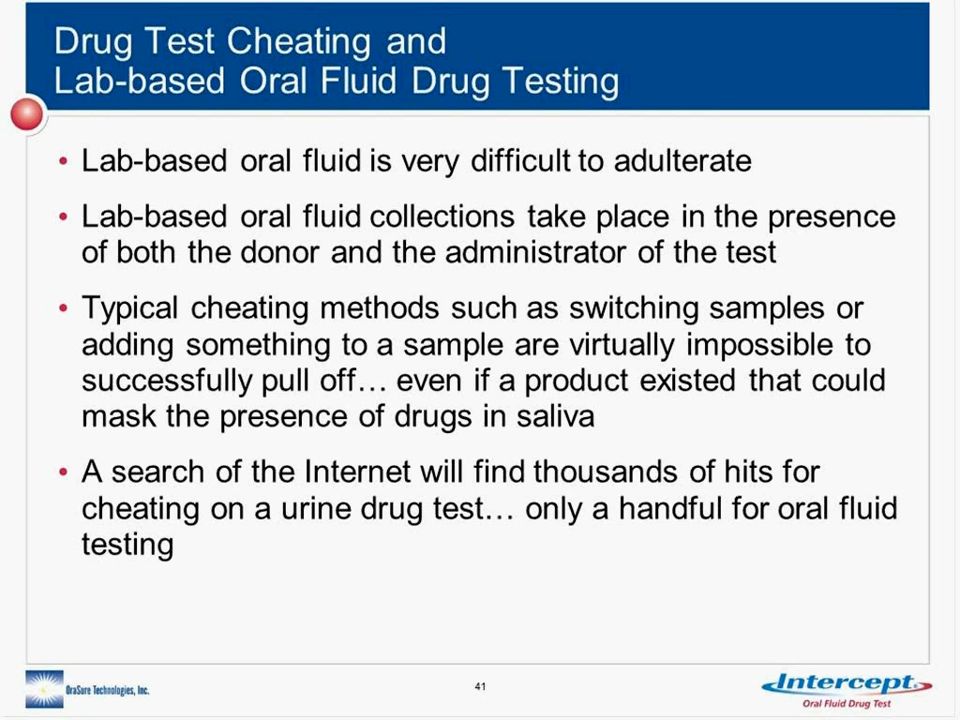 Drug Test Cheating and
Lab-based Oral Fluid Drug Testing
• Lab-based oral fluid is very difficult to adulterate
• Lab-based oral fluid collections take place in the presence
of both the donor and the administrator of the test
• Typical cheating methods such as switching samples or
adding something to a sample are virtually impossible to
successfully pull off… even if a product existed that could
mask the presence of drugs in saliva
• A search of the Internet will find thousands of hits for
cheating on a urine drug test… only a handful for oral fluid
testing
OraSure Technologies, Inc.
41
Intercept®
Oral Fluid Drug Test